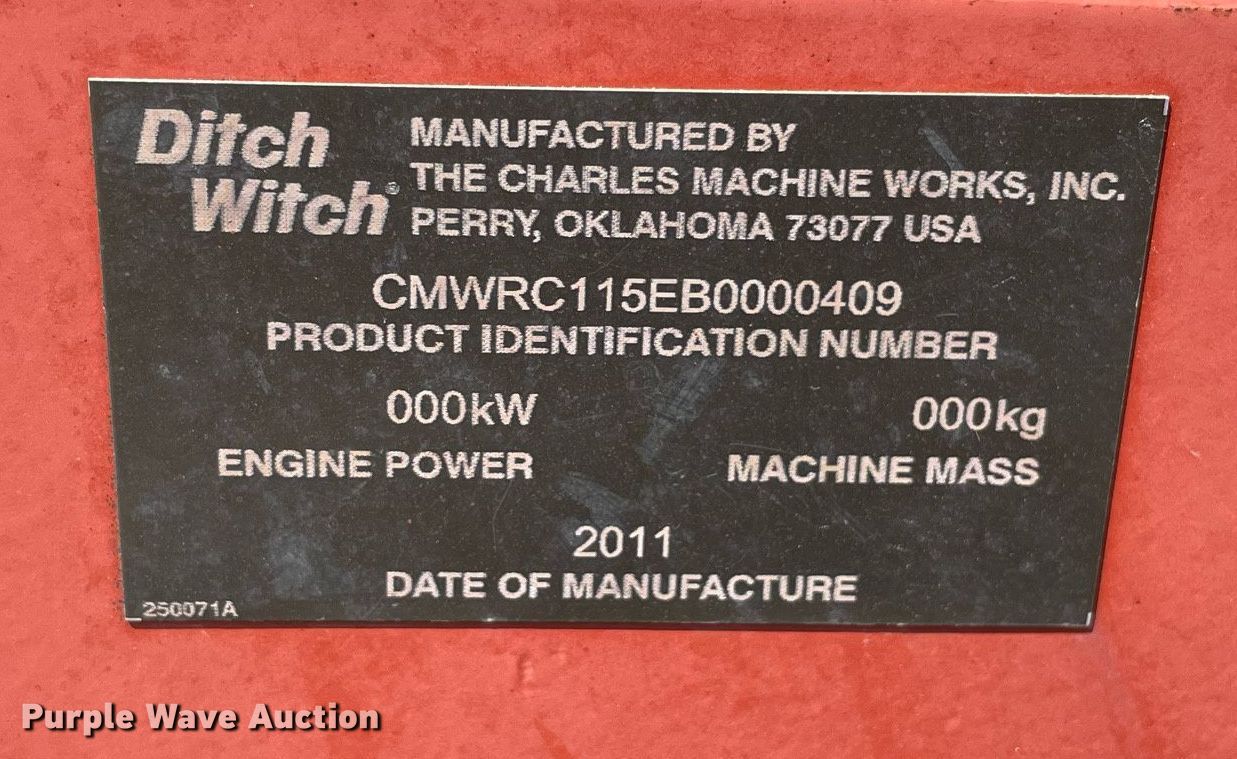 Ditch Witch®
MANUFACTURED BY
THE CHARLES MACHINE WORKS, INC.
PERRY, OKLAHOMA 73077 USA
CMWRC115EB0000409
PRODUCT IDENTIFICATION NUMBER
000kW
ENGINE POWER
000kg
MACHINE MASS
2011
DATE OF MANUFACTURE
250071A
Purple Wave Auction